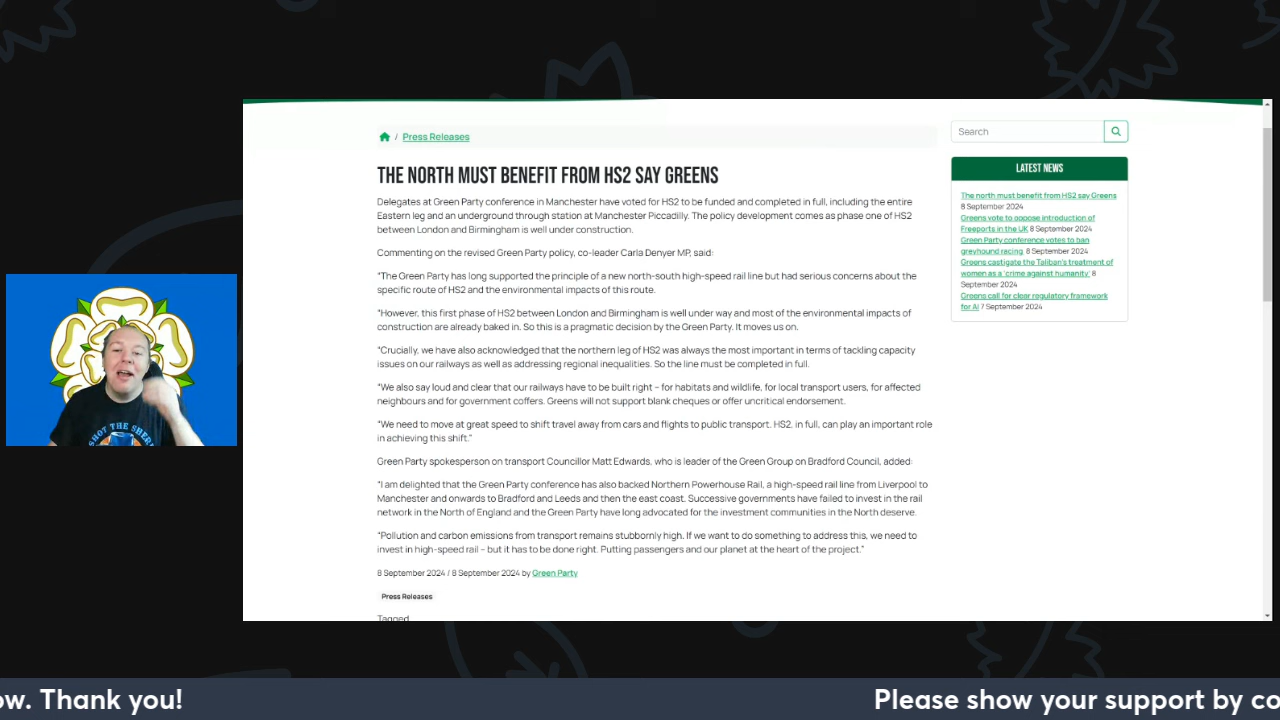 / Press Releases
Search
THE NORTH MUST BENEFIT FROM HS2 SAY GREENS
Delegates at Green Party conference in Manchester have voted for HS2 to be funded and completed in full, including the entire
Eastern leg and an underground through station at Manchester Piccadilly. The policy development comes as phase one of HS2
between London and Birmingham is well under construction.
Commenting on the revised Green Party policy, co-leader Carla Denyer MP, said:
“The Green Party has long supported the principle of a new north-south high-speed rail line but had serious concerns about the
specific route of HS2 and the environmental impacts of this route.
“However, this first phase of HS2 between London and Birmingham is well under way and most of the environmental impacts of
construction are already baked in. So this is a pragmatic decision by the Green Party. It moves us on.
“Crucially, we have also acknowledged that the northern leg of HS2 was always the most important in terms of tackling capacity
issues on our railways as well as addressing regional inequalities. So the line must be completed in full.
“We also say loud and clear that our railways have to be built right – for habitats and wildlife, for local transport users, for affected
neighbours and for government coffers. Greens will not support blank cheques or offer uncritical endorsement.
“We need to move at great speed to shift travel away from cars and flights to public transport. HS2, in full, can play an important role
in achieving this shift.”
Green Party spokesperson on transport Councillor Matt Edwards, who is leader of the Green Group on Bradford Council, added:
“I am delighted that the Green Party conference has also backed Northern Powerhouse Rail, a high-speed rail line from Liverpool to
Manchester and onwards to Bradford and Leeds and then the east coast. Successive governments have failed to invest in the rail
network in the North of England and the Green Party have long advocated for the investment communities in the North deserve.
“Pollution and carbon emissions from transport remains stubbornly high. If we want to do something to address this, we need to
invest in high-speed rail – but it has to be done right. Putting passengers and our planet at the heart of the project.”
8 September 2024 / 8 September 2024 by Green Party
Press Releases
Tagged
LATEST NEWS
The north must benefit from HS2 say Greens
8 September 2024
Greens vote to oppose introduction of
Freeports in the UK 8 September 2024
Green Party conference votes to ban
greyhound racing 8 September 2024
Greens castigate the Taliban's treatment of
women as a 'crime against humanity' 8
September 2024
Greens call for clear regulatory framework
for AI 7 September 2024
SHOT THE SHER
ow. Thank you! Please show your support by co